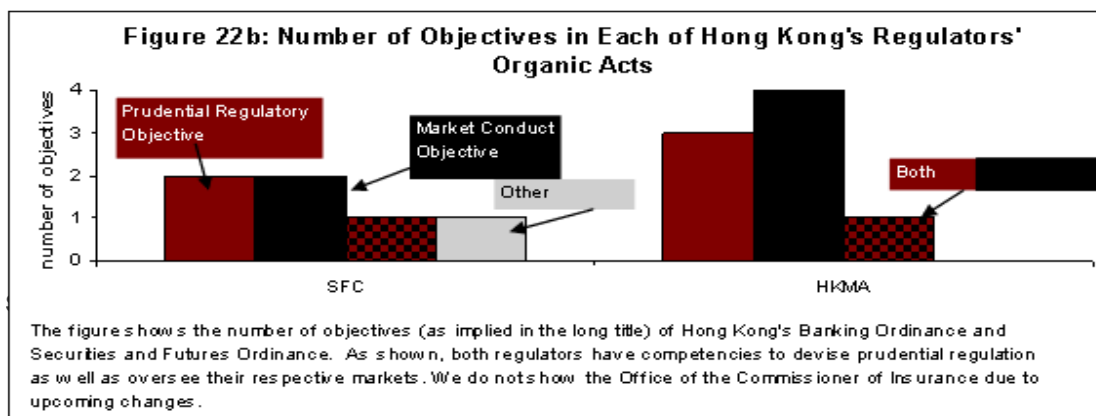 Figure 22b: Number of Objectives in Each of Hong Kong's Regulators'
Organic Acts
number of objectives
4
3
2
1
0
Prudential Regulatory
Objective
Market Conduct
Objective
Other
Both
SFC
HKMA
The figure shows the number of objectives (as implied in the long title) of Hong Kong's Banking Ordinance and
Securities and Futures Ordinance. As shown, both regulators have competencies to devise prudential regulation
as well as oversee their respective markets. We do not show the Office of the Commissioner of Insurance due to
upcoming changes.